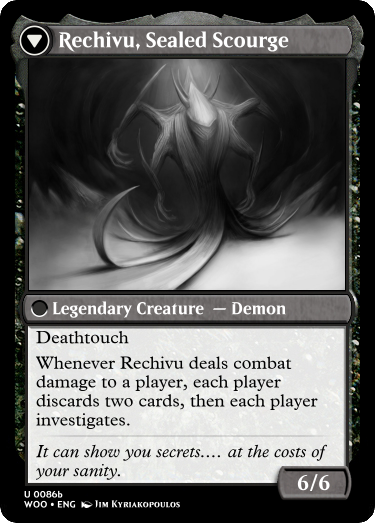 Rechivu, Sealed Scourge
Legendary Creature — Demon
Deathtouch
Whenever Rechivu deals combat
damage to a player, each player
discards two cards, then each player
investigates.
It can show you secrets.... at the costs of
your sanity.
6/6
U 0086b
WOO • ENG Jim Kyriakopoulos